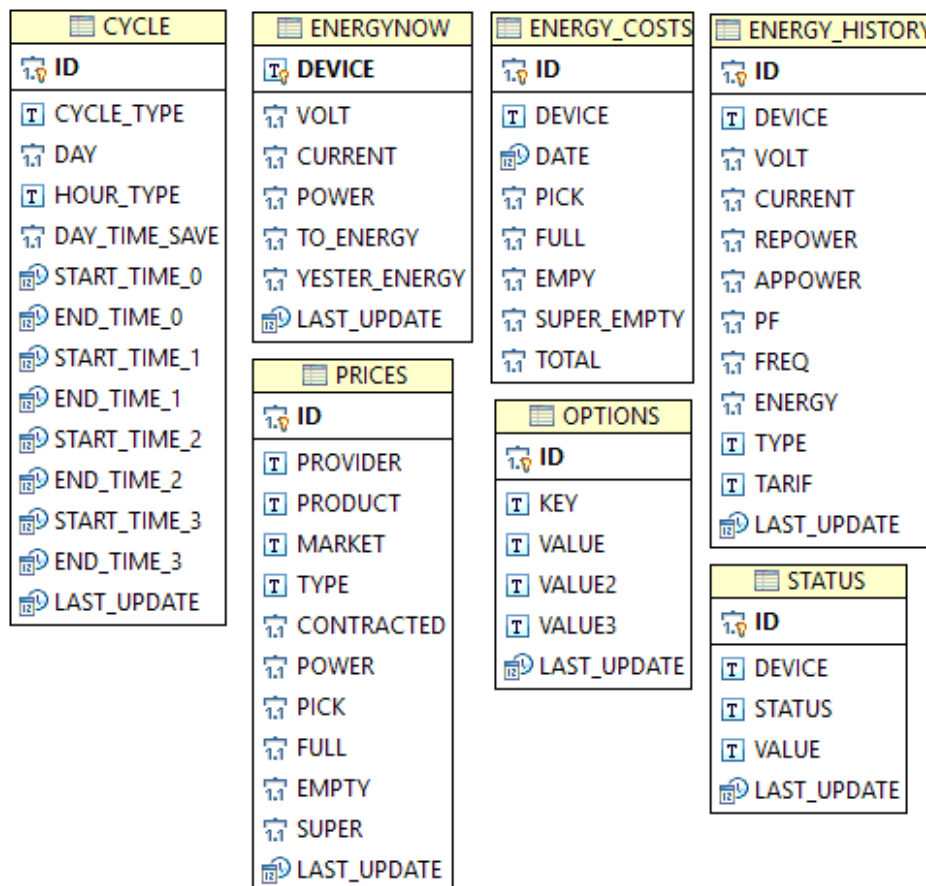 CYCLE
ID
CYCLE_TYPE
DAY
HOUR_TYPE
DAY_TIME_SAVE
START_TIME_0
END_TIME_0
START_TIME_1
END_TIME_1
START_TIME_2
END_TIME_2
START_TIME_3
END_TIME_3
LAST_UPDATE
ENERGYNOW
DEVICE
VOLT
CURRENT
POWER
TO_ENERGY
YESTER_ENERGY
LAST_UPDATE
PRICES
ID
PROVIDER
PRODUCT
MARKET
TYPE
CONTRACTED
POWER
PICK
FULL
EMPTY
SUPER
LAST_UPDATE
ENERGY_COSTS
ID
DEVICE
DATE
PICK
FULL
EMPY
SUPER_EMPTY
TOTAL
OPTIONS
ID
KEY
VALUE
VALUE2
VALUE3
LAST_UPDATE
ENERGY_HISTORY
ID
DEVICE
VOLT
CURRENT
REPOWER
APPOWER
PF
FREQ
ENERGY
TYPE
TARIF
LAST_UPDATE
STATUS
ID
DEVICE
STATUS
VALUE
LAST_UPDATE